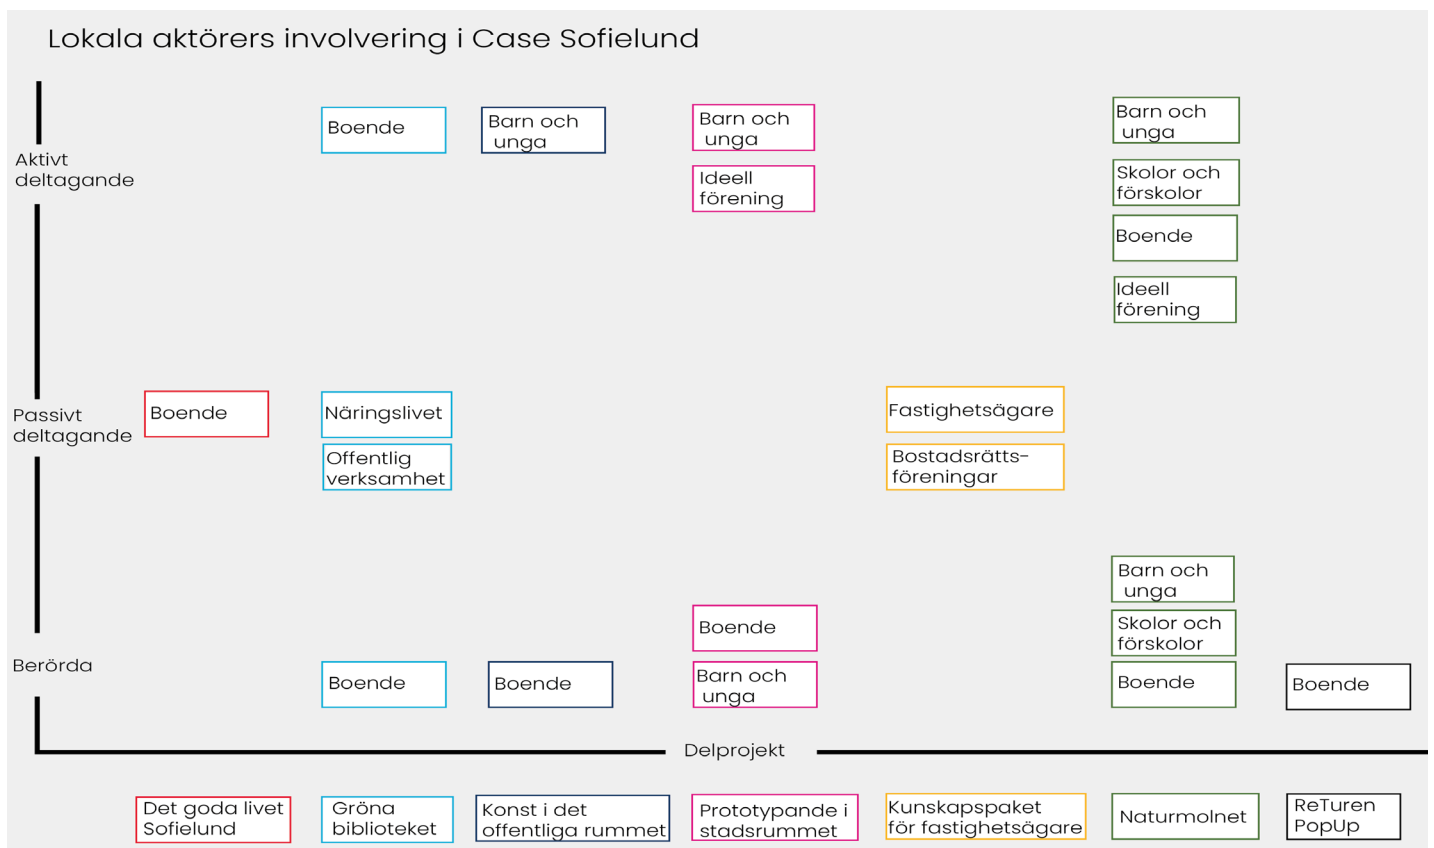 Lokala aktörers involvering i Case Sofielund
Aktivt
deltagande
Boende
Barn och
unga
Barn och
unga
Ideell
förening
Barn och
unga
Skolor och
förskolor
Boende
Ideell
förening
Passivt
deltagande
Boende
Näringslivet
Offentlig
verksamhet
Fastighetsägare
Bostadsrätts-
föreningar
Berörda
Boende
Boende
Boende
Barn och
unga
Barn och
unga
Skolor och
förskolor
Boende
Boende
Delprojekt
Det goda livet
Sofielund
Gröna
biblioteket
Konst i det
offentliga rummet
Prototypande i
stadsrummet
Kunskapspaket
för fastighetsägare
Naturmolnet
ReTuren
PopUp